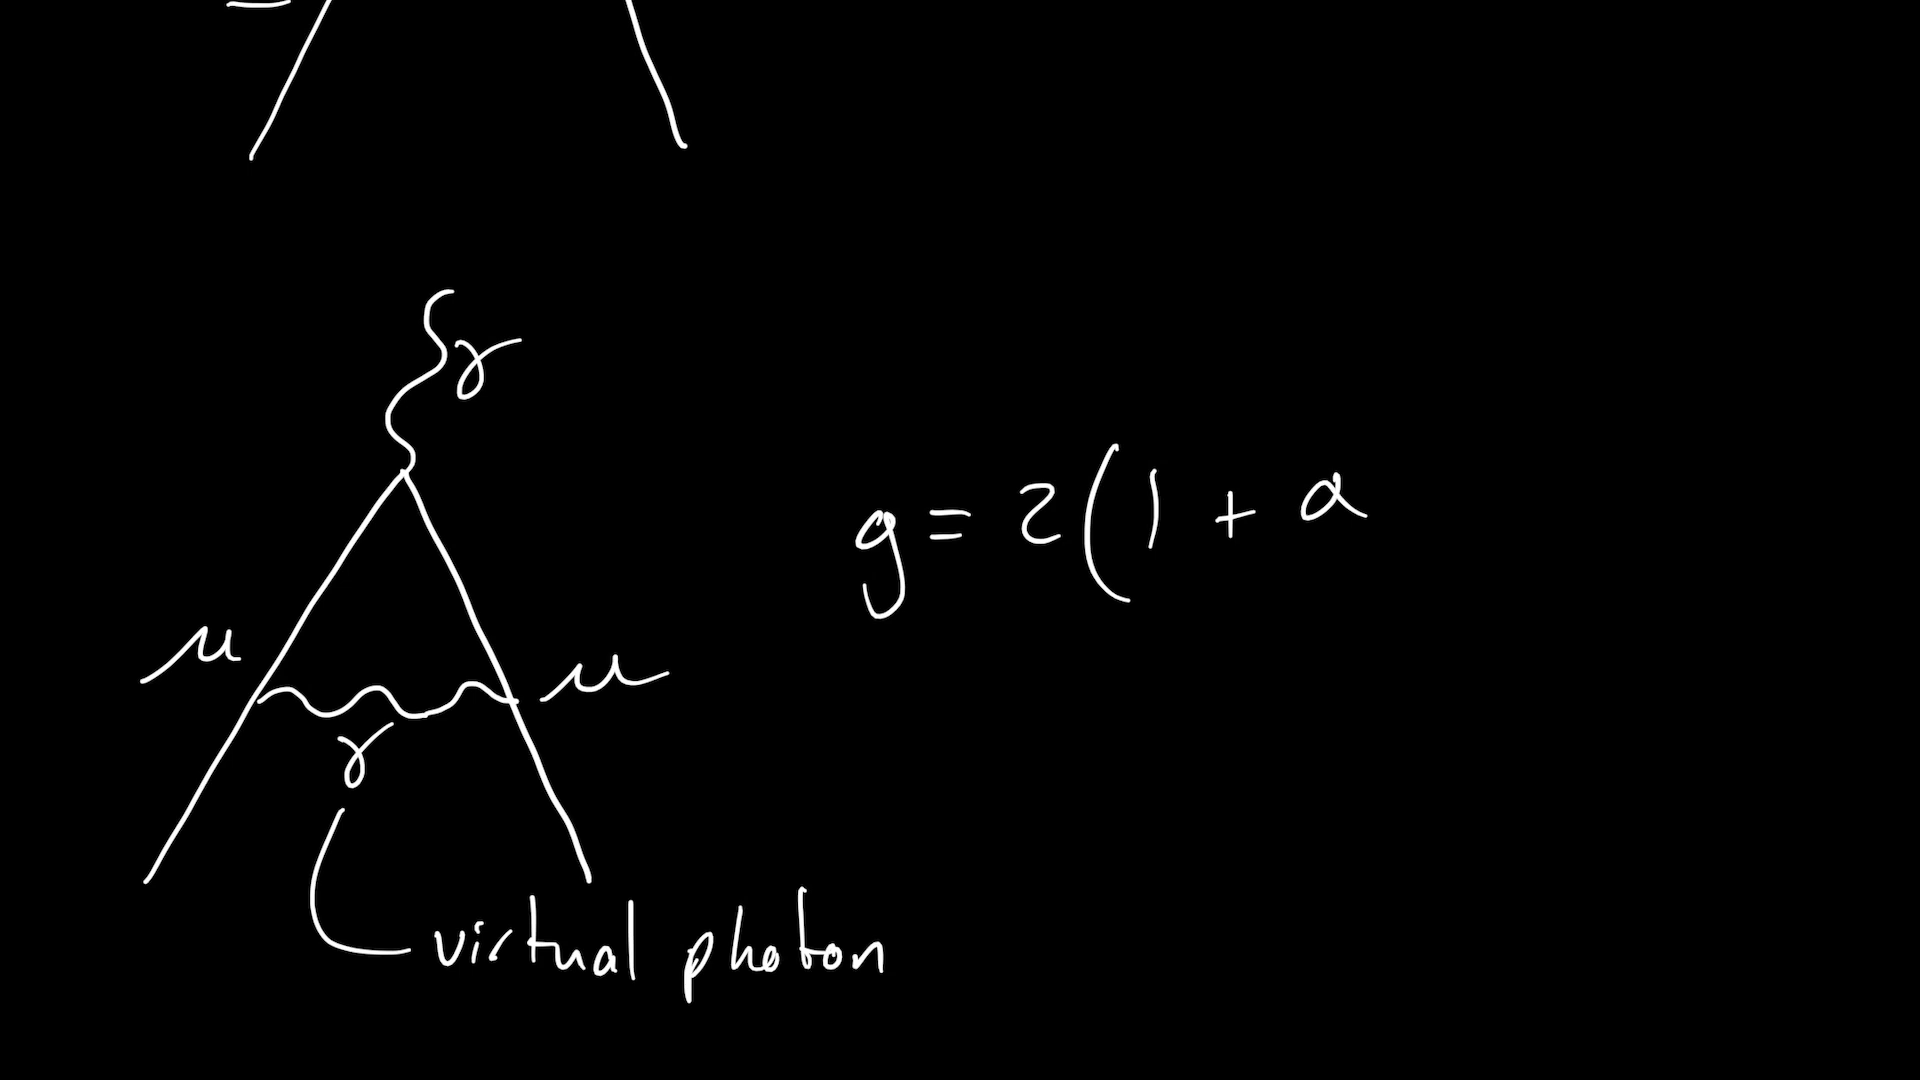 γ
g = 2(1 + α
μ μ
γ
virtual photon